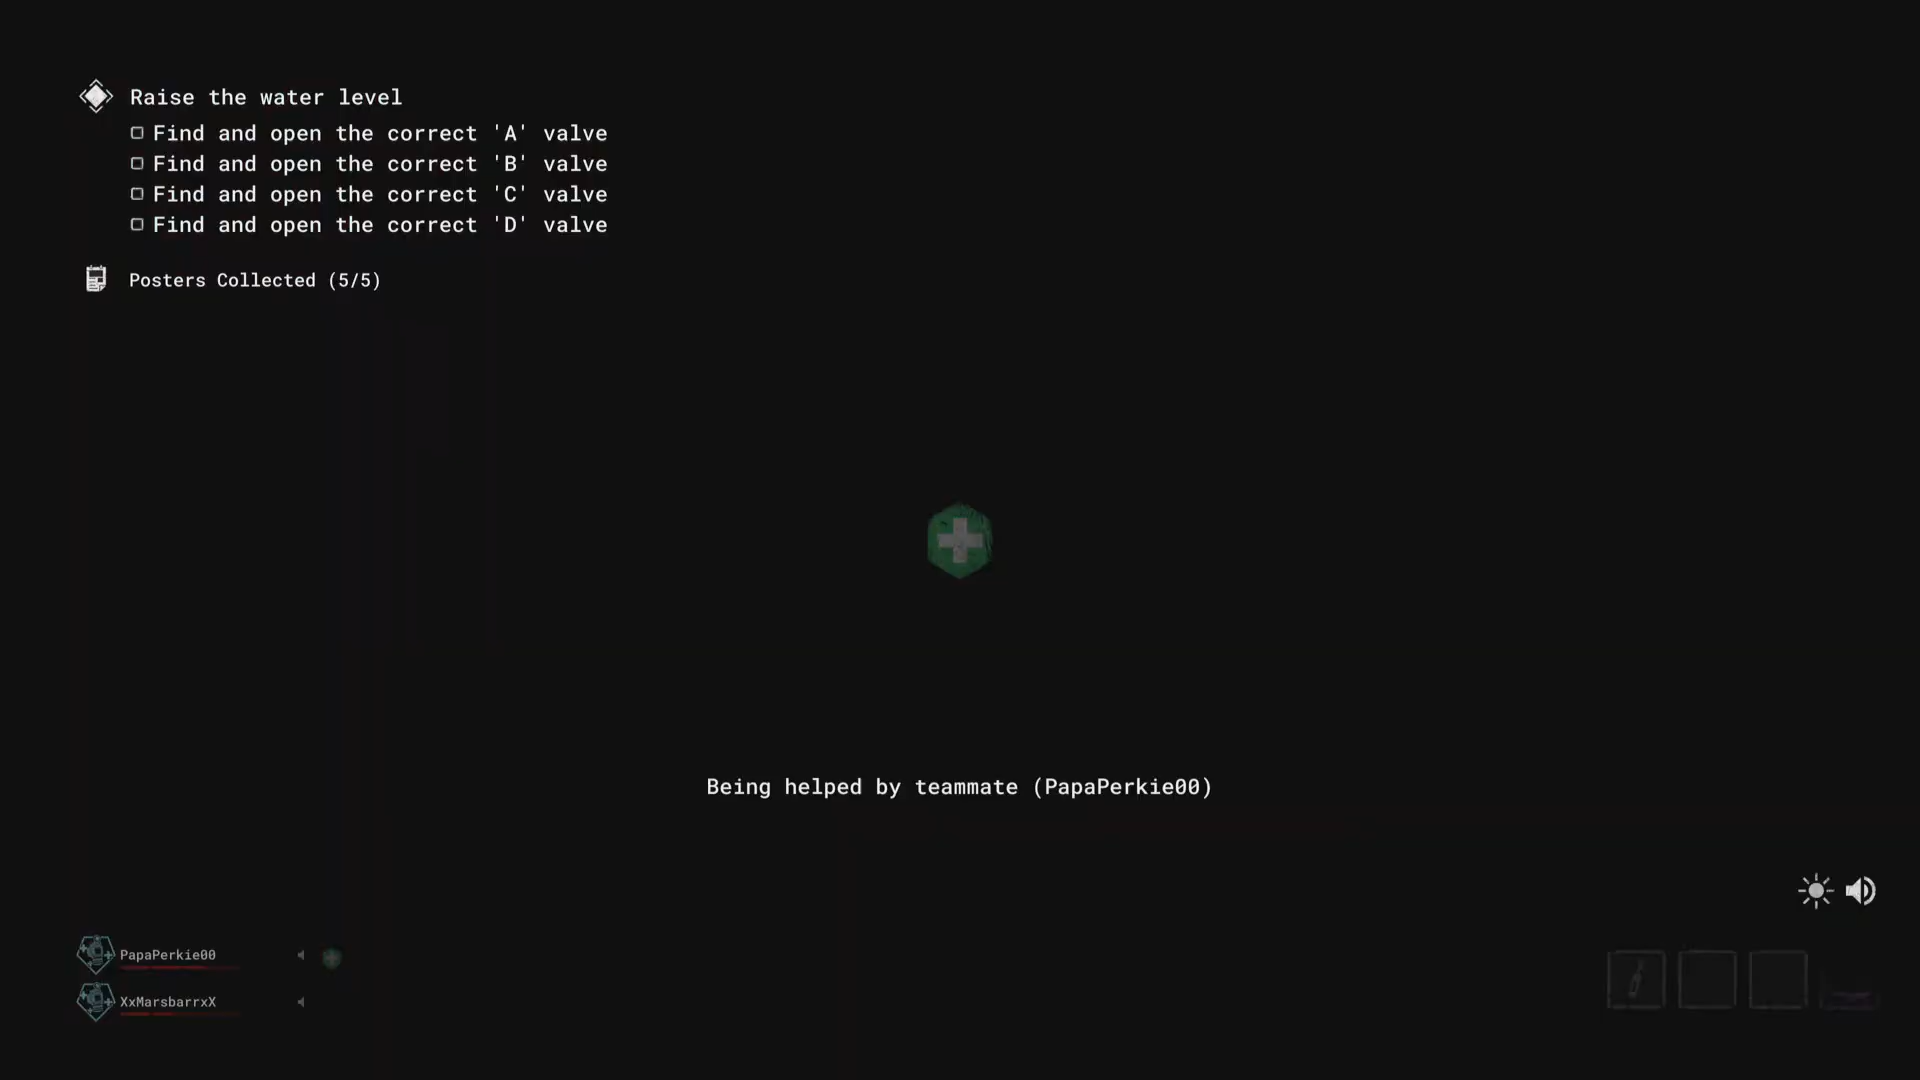 Raise the water level
Find and open the correct 'A' valve
Find and open the correct 'B' valve
Find and open the correct 'C' valve
Find and open the correct 'D' valve
Posters Collected (5/5)
Being helped by teammate (PapaPerkie00)
PapaPerkie00
XxMarsbarrxX